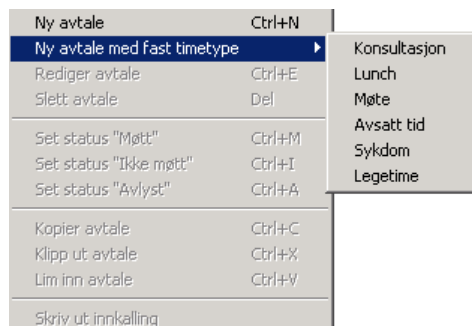 Ny avtale Ctrl+N
Ny avtale med fast timetype
Rediger avtale Ctrl+E
Slett avtale Del
Set status "Møtt" Ctrl+M
Set status "Ikke møtt" Ctrl+I
Set status "Avlyst" Ctrl+A
Kopier avtale Ctrl+C
Klipp ut avtale Ctrl+X
Lim inn avtale Ctrl+V
Skriv ut innkalling
Konsultasjon
Lunch
Møte
Avsatt tid
Sykdom
Legetime